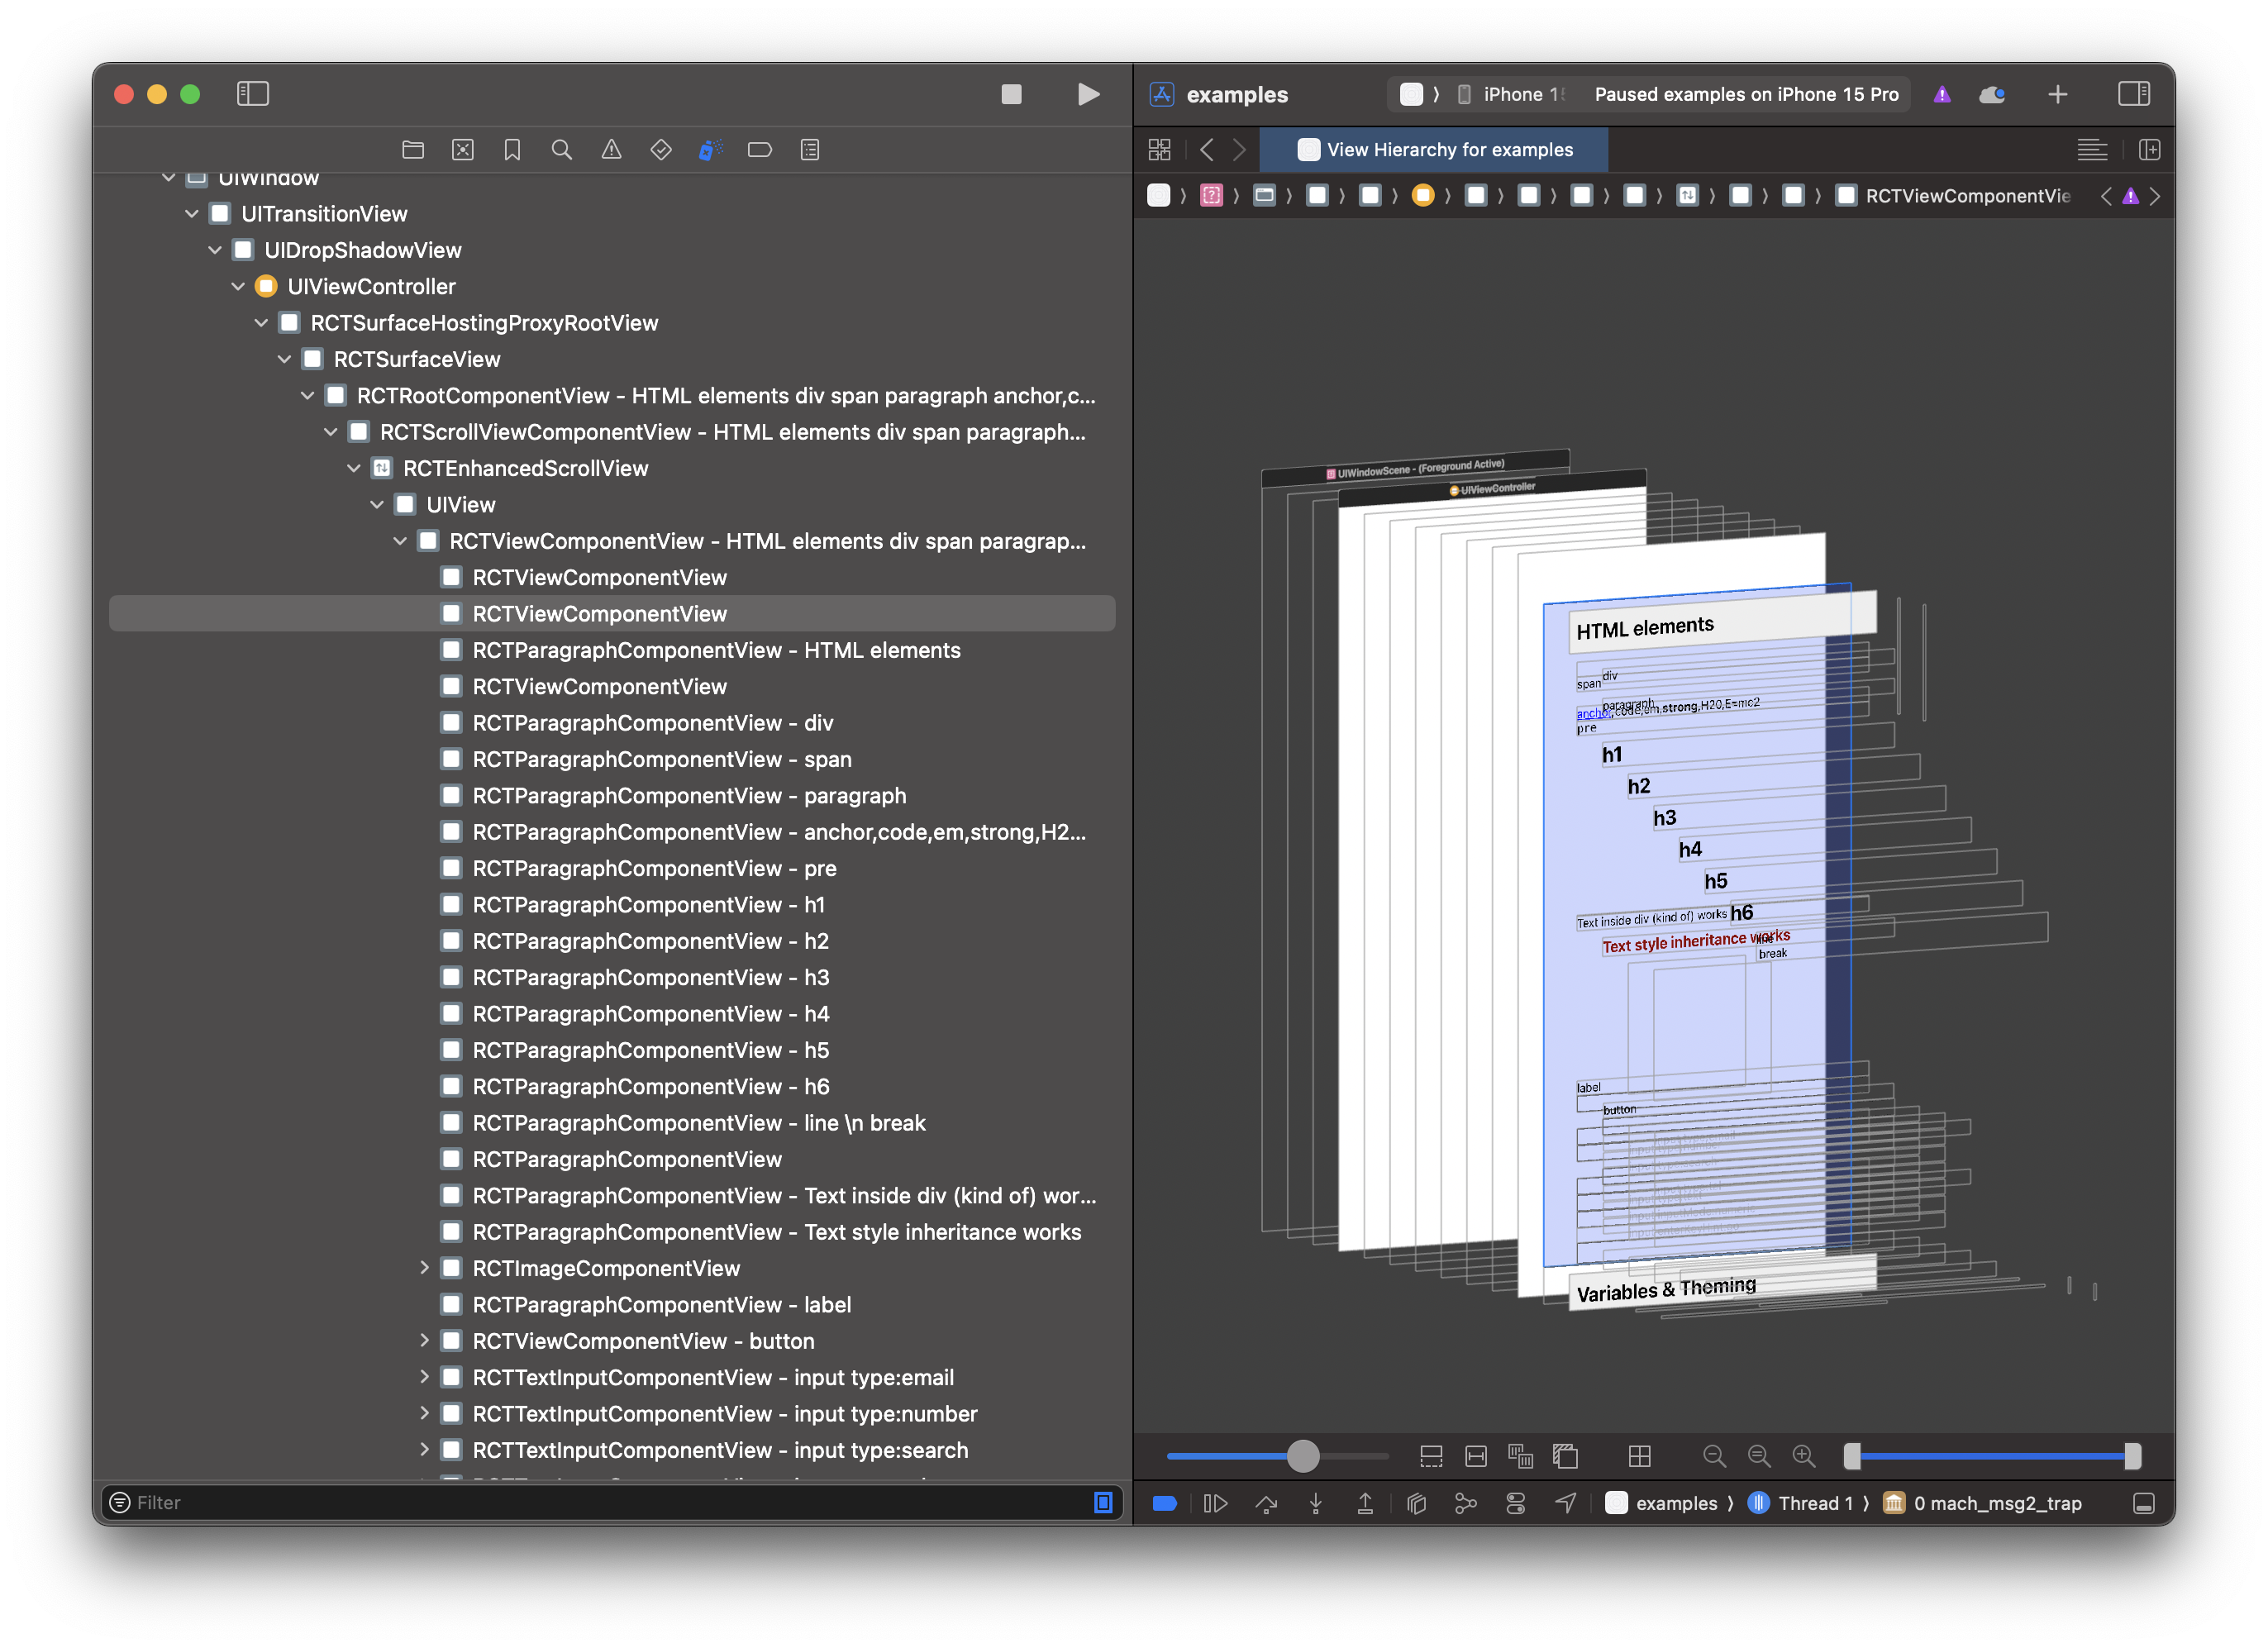 UIWindow
UITransitionView
UIDropShadowView
UIViewController
RCTSurfaceHostingProxyRootView
RCTSurfaceView
RCTRootComponentView - HTML elements div span paragraph anchor,c...
RCTScrollViewComponentView - HTML elements div span paragraph...
RCTEnhancedScrollView
UIView
RCTViewComponentView - HTML elements div span paragrap...
RCTViewComponentView
RCTViewComponentView
RCTParagraphComponentView - HTML elements
RCTViewComponentView
RCTParagraphComponentView - div
RCTParagraphComponentView - span
RCTParagraphComponentView - paragraph
RCTParagraphComponentView - anchor,code,em,strong,H2...
RCTParagraphComponentView - pre
RCTParagraphComponentView - h1
RCTParagraphComponentView - h2
RCTParagraphComponentView - h3
RCTParagraphComponentView - h4
RCTParagraphComponentView - h5
RCTParagraphComponentView - h6
RCTParagraphComponentView - line \n break
RCTParagraphComponentView
RCTParagraphComponentView - Text inside div (kind of) wor...
RCTParagraphComponentView - Text style inheritance works
RCTImageComponentView
RCTParagraphComponentView - label
RCTViewComponentView - button
RCTTextInputComponentView - input type:email
RCTTextInputComponentView - input type:number
RCTTextInputComponentView - input type:search
Filter
examples
iPhone 15
Paused examples on iPhone 15 Pro
View Hierarchy for examples
RCTViewComponentVie
UIWindowScene - (Foreground Active)
UIViewController
HTML elements
div
span
paragraph
anchor,code,em,strong,H20,E=mc2
pre
h1
h2
h3
h4
h5
h6
Text inside div (kind of) works
Text style inheritance works
line
break
label
button
Variables & Theming
examples
Thread 1
0 mach_msg2_trap